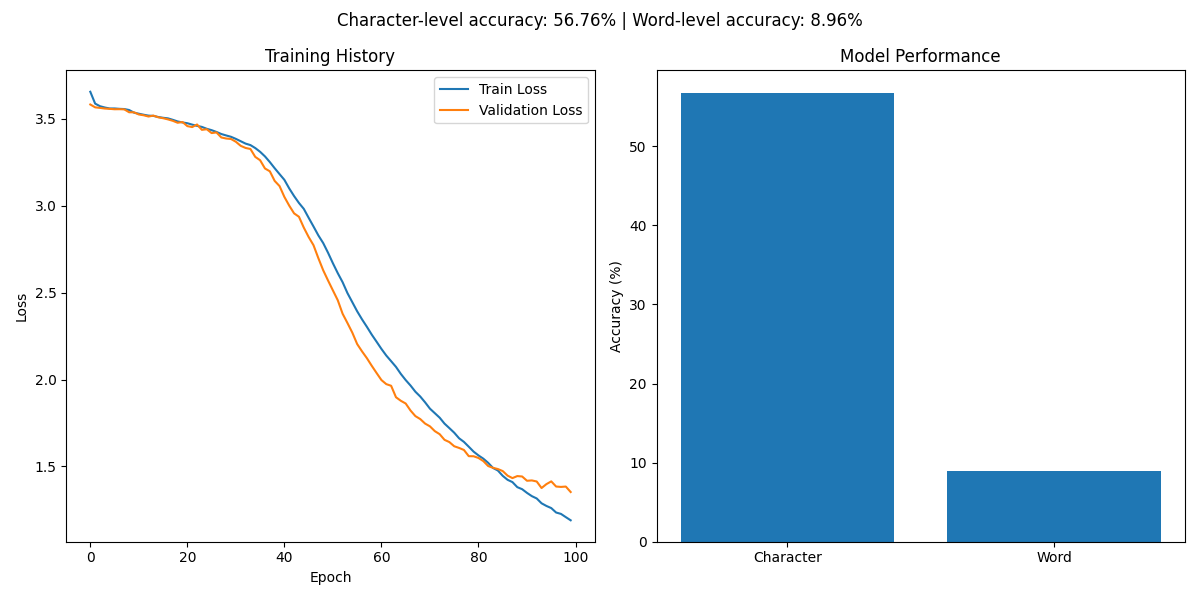 Character-level accuracy: 56.76% | Word-level accuracy: 8.96%
Training History
Train Loss
Validation Loss
Loss
3.5
3.0
2.5
2.0
1.5
0 20 40 60 80 100
Epoch
Model Performance
Accuracy (%)
50
40
30
20
10
0
Character Word